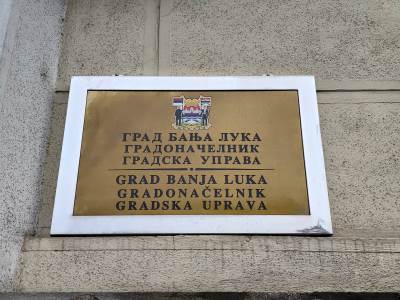 ГРАД БАЊА ЛУКА
ГРАДОНАЧЕЛНИК
ГРАДСКА УПРАВА
GRAD BANJA LUKA
GRADONAČELNIK
GRADSKA UPRAVA